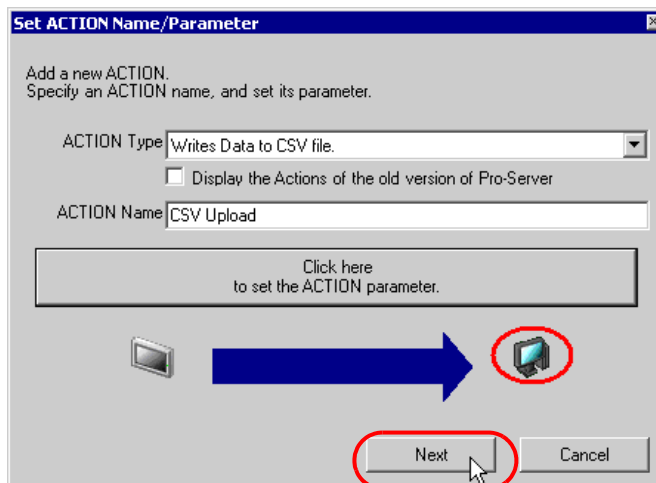 Set ACTION Name/Parameter
Add a new ACTION.
Specify an ACTION name, and set its parameter.
ACTION Type Writes Data to CSV file.
Display the Actions of the old version of Pro-Server
ACTION Name CSV Upload
Click here
to set the ACTION parameter.
Next Cancel